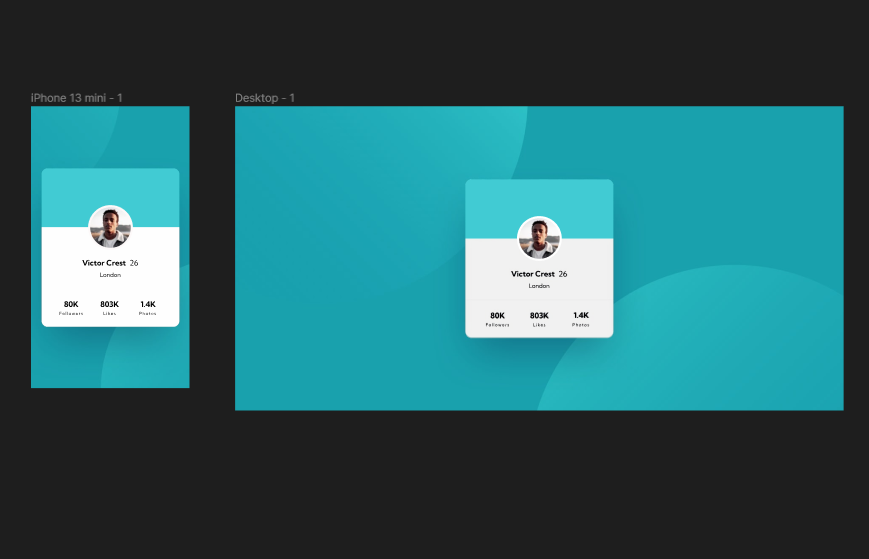 iPhone 13 mini - 1
Victor Crest 26
London
80K 803K 1.4K
Followers Likes Photos
Desktop - 1
Victor Crest 26
London
80K 803K 1.4K
Followers Likes Photos